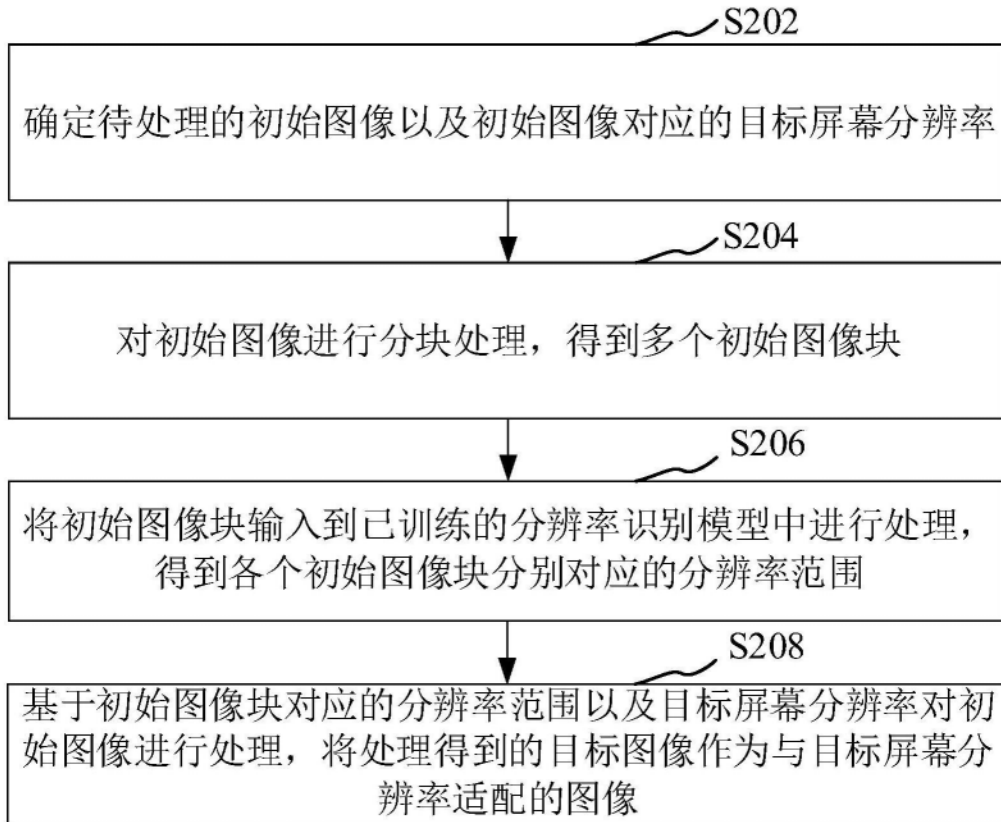 S202
确定待处理的初始图像以及初始图像对应的目标屏幕分辨率
S204
对初始图像进行分块处理，得到多个初始图像块
S206
将初始图像块输入到已训练的分辨率识别模型中进行处理，
得到各个初始图像块分别对应的分辨率范围
S208
基于初始图像块对应的分辨率范围以及目标屏幕分辨率对初
始图像进行处理，将处理得到的目标图像作为与目标屏幕分
辨率适配的图像